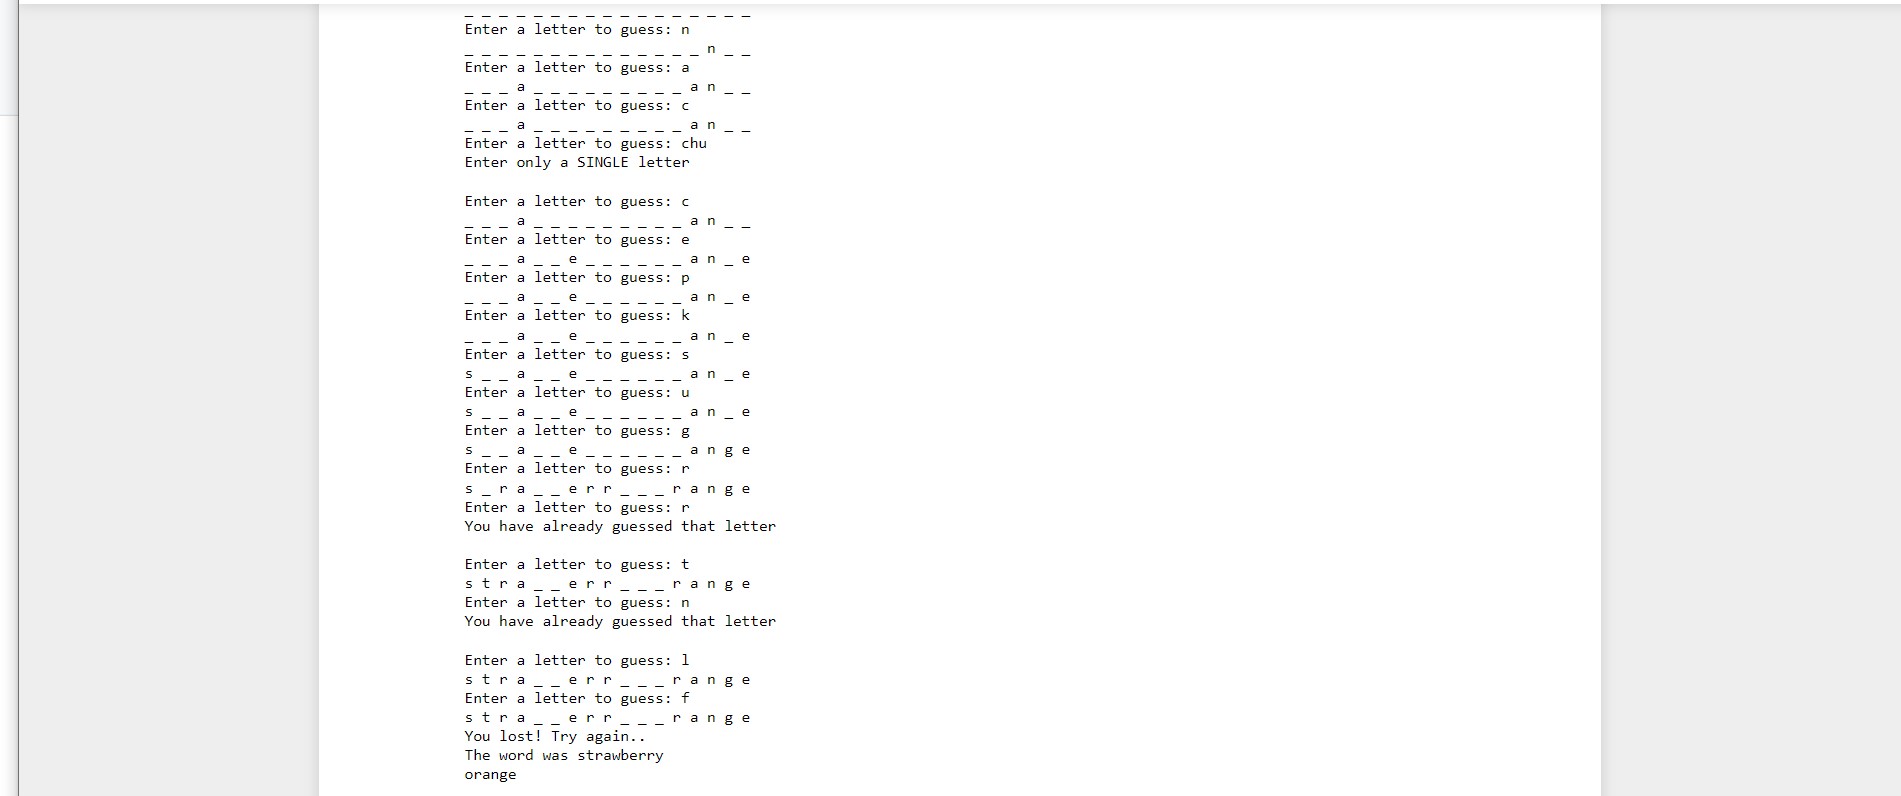 _ _ _ _ _ _ _ _ _ _ _ _ _ _ _ _ _
Enter a letter to guess: n
_ _ _ _ _ _ _ _ _ _ _ _ _ _ n _ _
Enter a letter to guess: a
_ _ _ a _ _ _ _ _ _ _ _ _ a n _ _
Enter a letter to guess: c
_ _ _ a _ _ _ _ _ _ _ _ _ a n _ _
Enter a letter to guess: chu
Enter only a SINGLE letter
Enter a letter to guess: c
_ _ _ a _ _ _ _ _ _ _ _ _ a n _ _
Enter a letter to guess: e
_ _ _ a _ _ e _ _ _ _ _ _ a n _ e
Enter a letter to guess: p
_ _ _ a _ _ e _ _ _ _ _ _ a n _ e
Enter a letter to guess: k
_ _ _ a _ _ e _ _ _ _ _ _ a n _ e
Enter a letter to guess: s
s _ _ a _ _ e _ _ _ _ _ _ a n _ e
Enter a letter to guess: u
s _ _ a _ _ e _ _ _ _ _ _ a n _ e
Enter a letter to guess: g
s _ _ a _ _ e _ _ _ _ _ _ a n g e
Enter a letter to guess: r
s _ r a _ _ e r r _ _ _ r a n g e
Enter a letter to guess: r
You have already guessed that letter
Enter a letter to guess: t
s t r a _ _ e r r _ _ _ r a n g e
Enter a letter to guess: n
You have already guessed that letter
Enter a letter to guess: l
s t r a _ _ e r r _ _ _ r a n g e
Enter a letter to guess: f
s t r a _ _ e r r _ _ _ r a n g e
You lost! Try again..
The word was strawberry
orange